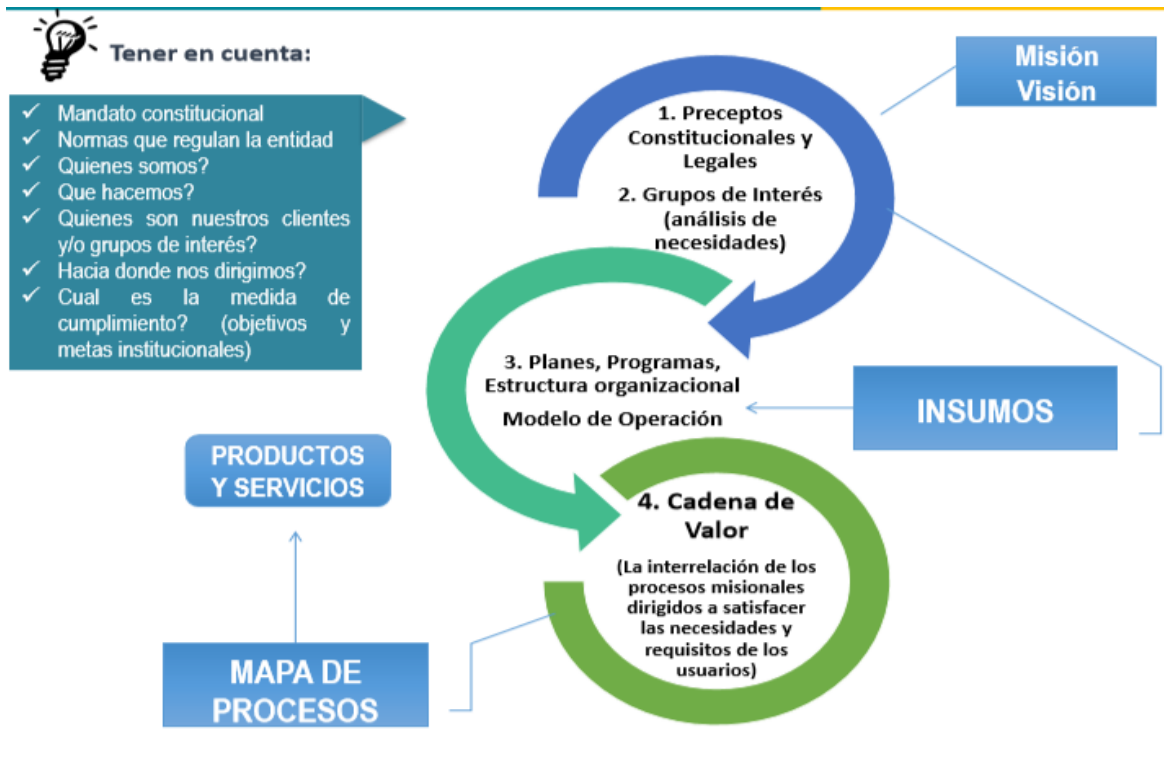 Tener en cuenta:
✓ Mandato constitucional
✓ Normas que regulan la entidad
✓ Quienes somos?
✓ Que hacemos?
✓ Quienes son nuestros clientes
y/o grupos de interés?
✓ Hacia donde nos dirigimos?
✓ Cual es la medida de
cumplimiento? (objetivos y
metas institucionales)
Misión
Visión
1. Preceptos
Constitucionales y
Legales
2. Grupos de Interés
(análisis de
necesidades)
3. Planes, Programas,
Estructura organizacional
Modelo de Operación
INSUMOS
PRODUCTOS
Y SERVICIOS
4. Cadena de
Valor
(La interrelación de los
procesos misionales
dirigidos a satisfacer
las necesidades y
requisitos de los
usuarios)
MAPA DE
PROCESOS